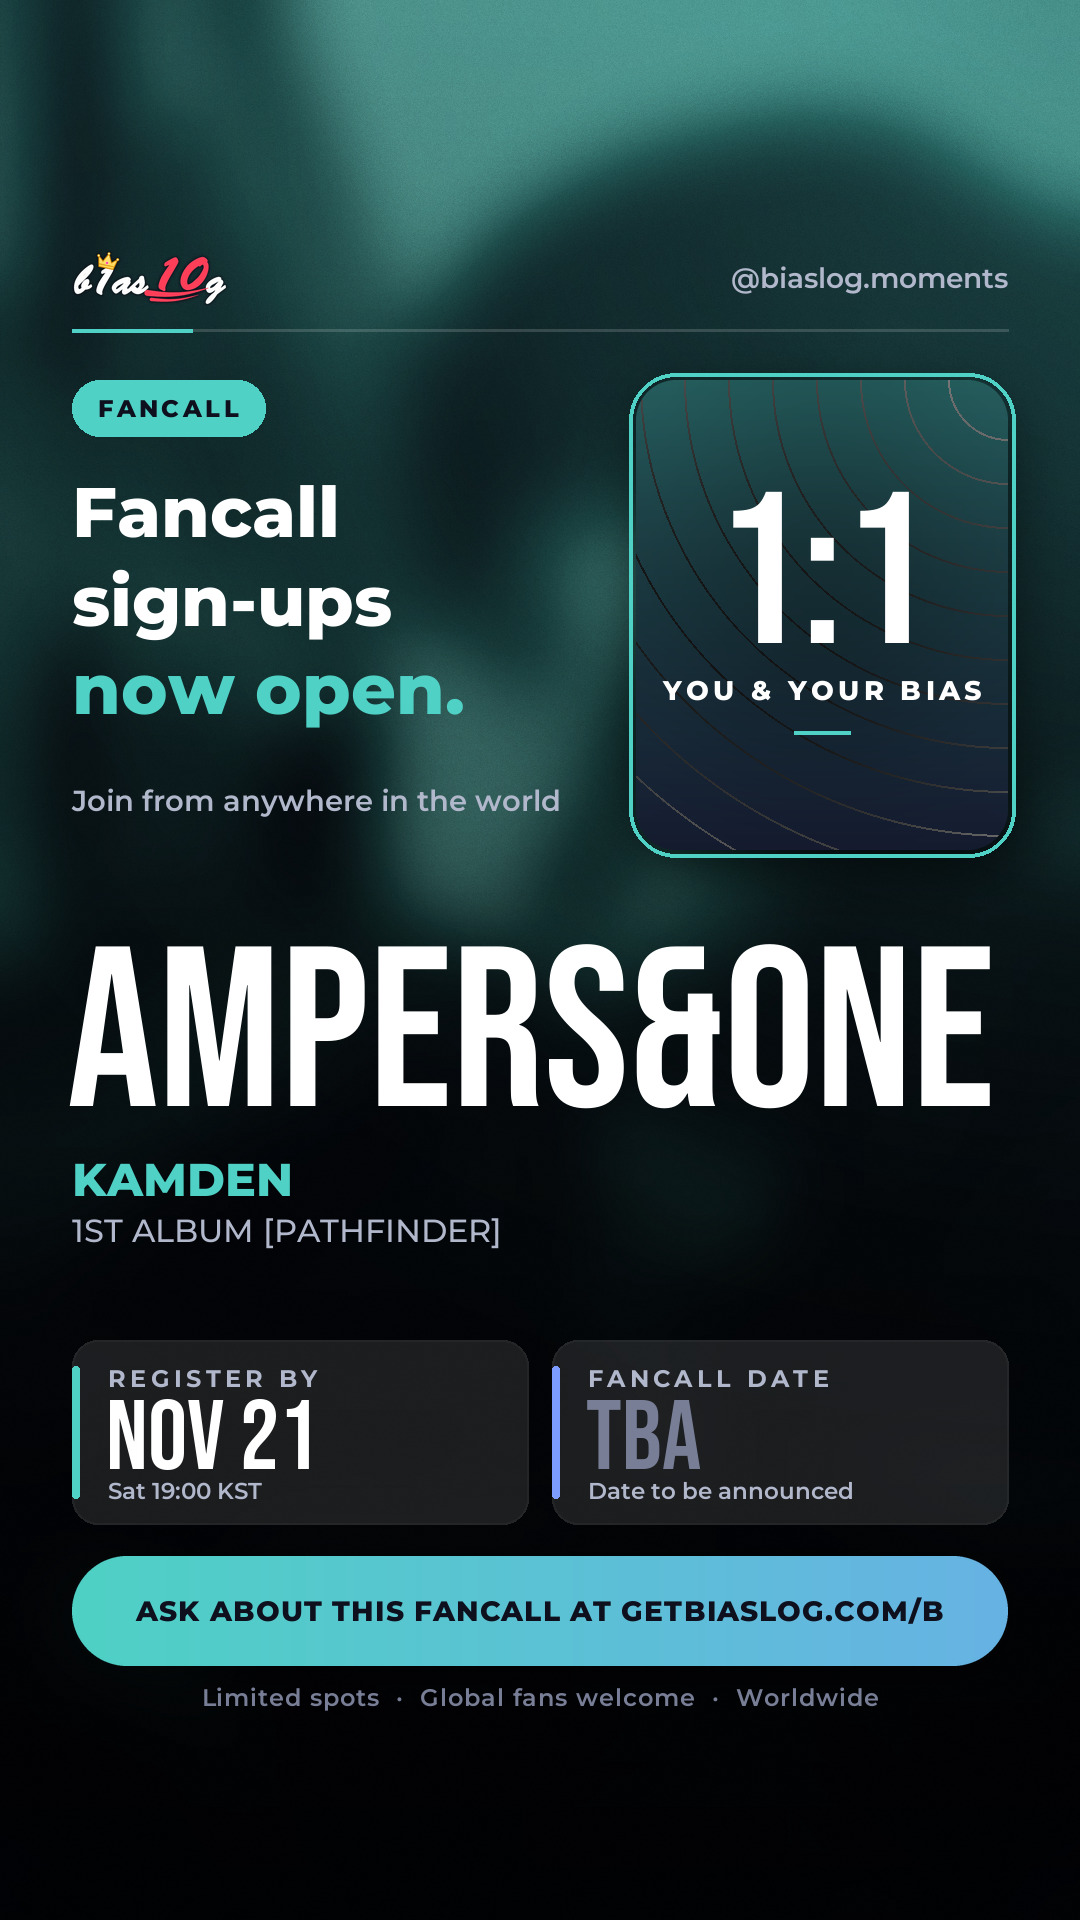 b1as10g
@biaslog.moments
FANCALL
Fancall
sign-ups
now open.
Join from anywhere in the world
1:1
YOU & YOUR BIAS
AMPERS&ONE
KAMDEN
1ST ALBUM [PATHFINDER]
REGISTER BY
NOV 21
Sat 19:00 KST
FANCALL DATE
TBA
Date to be announced
ASK ABOUT THIS FANCALL AT GETBIASLOG.COM/B
Limited spots · Global fans welcome · Worldwide